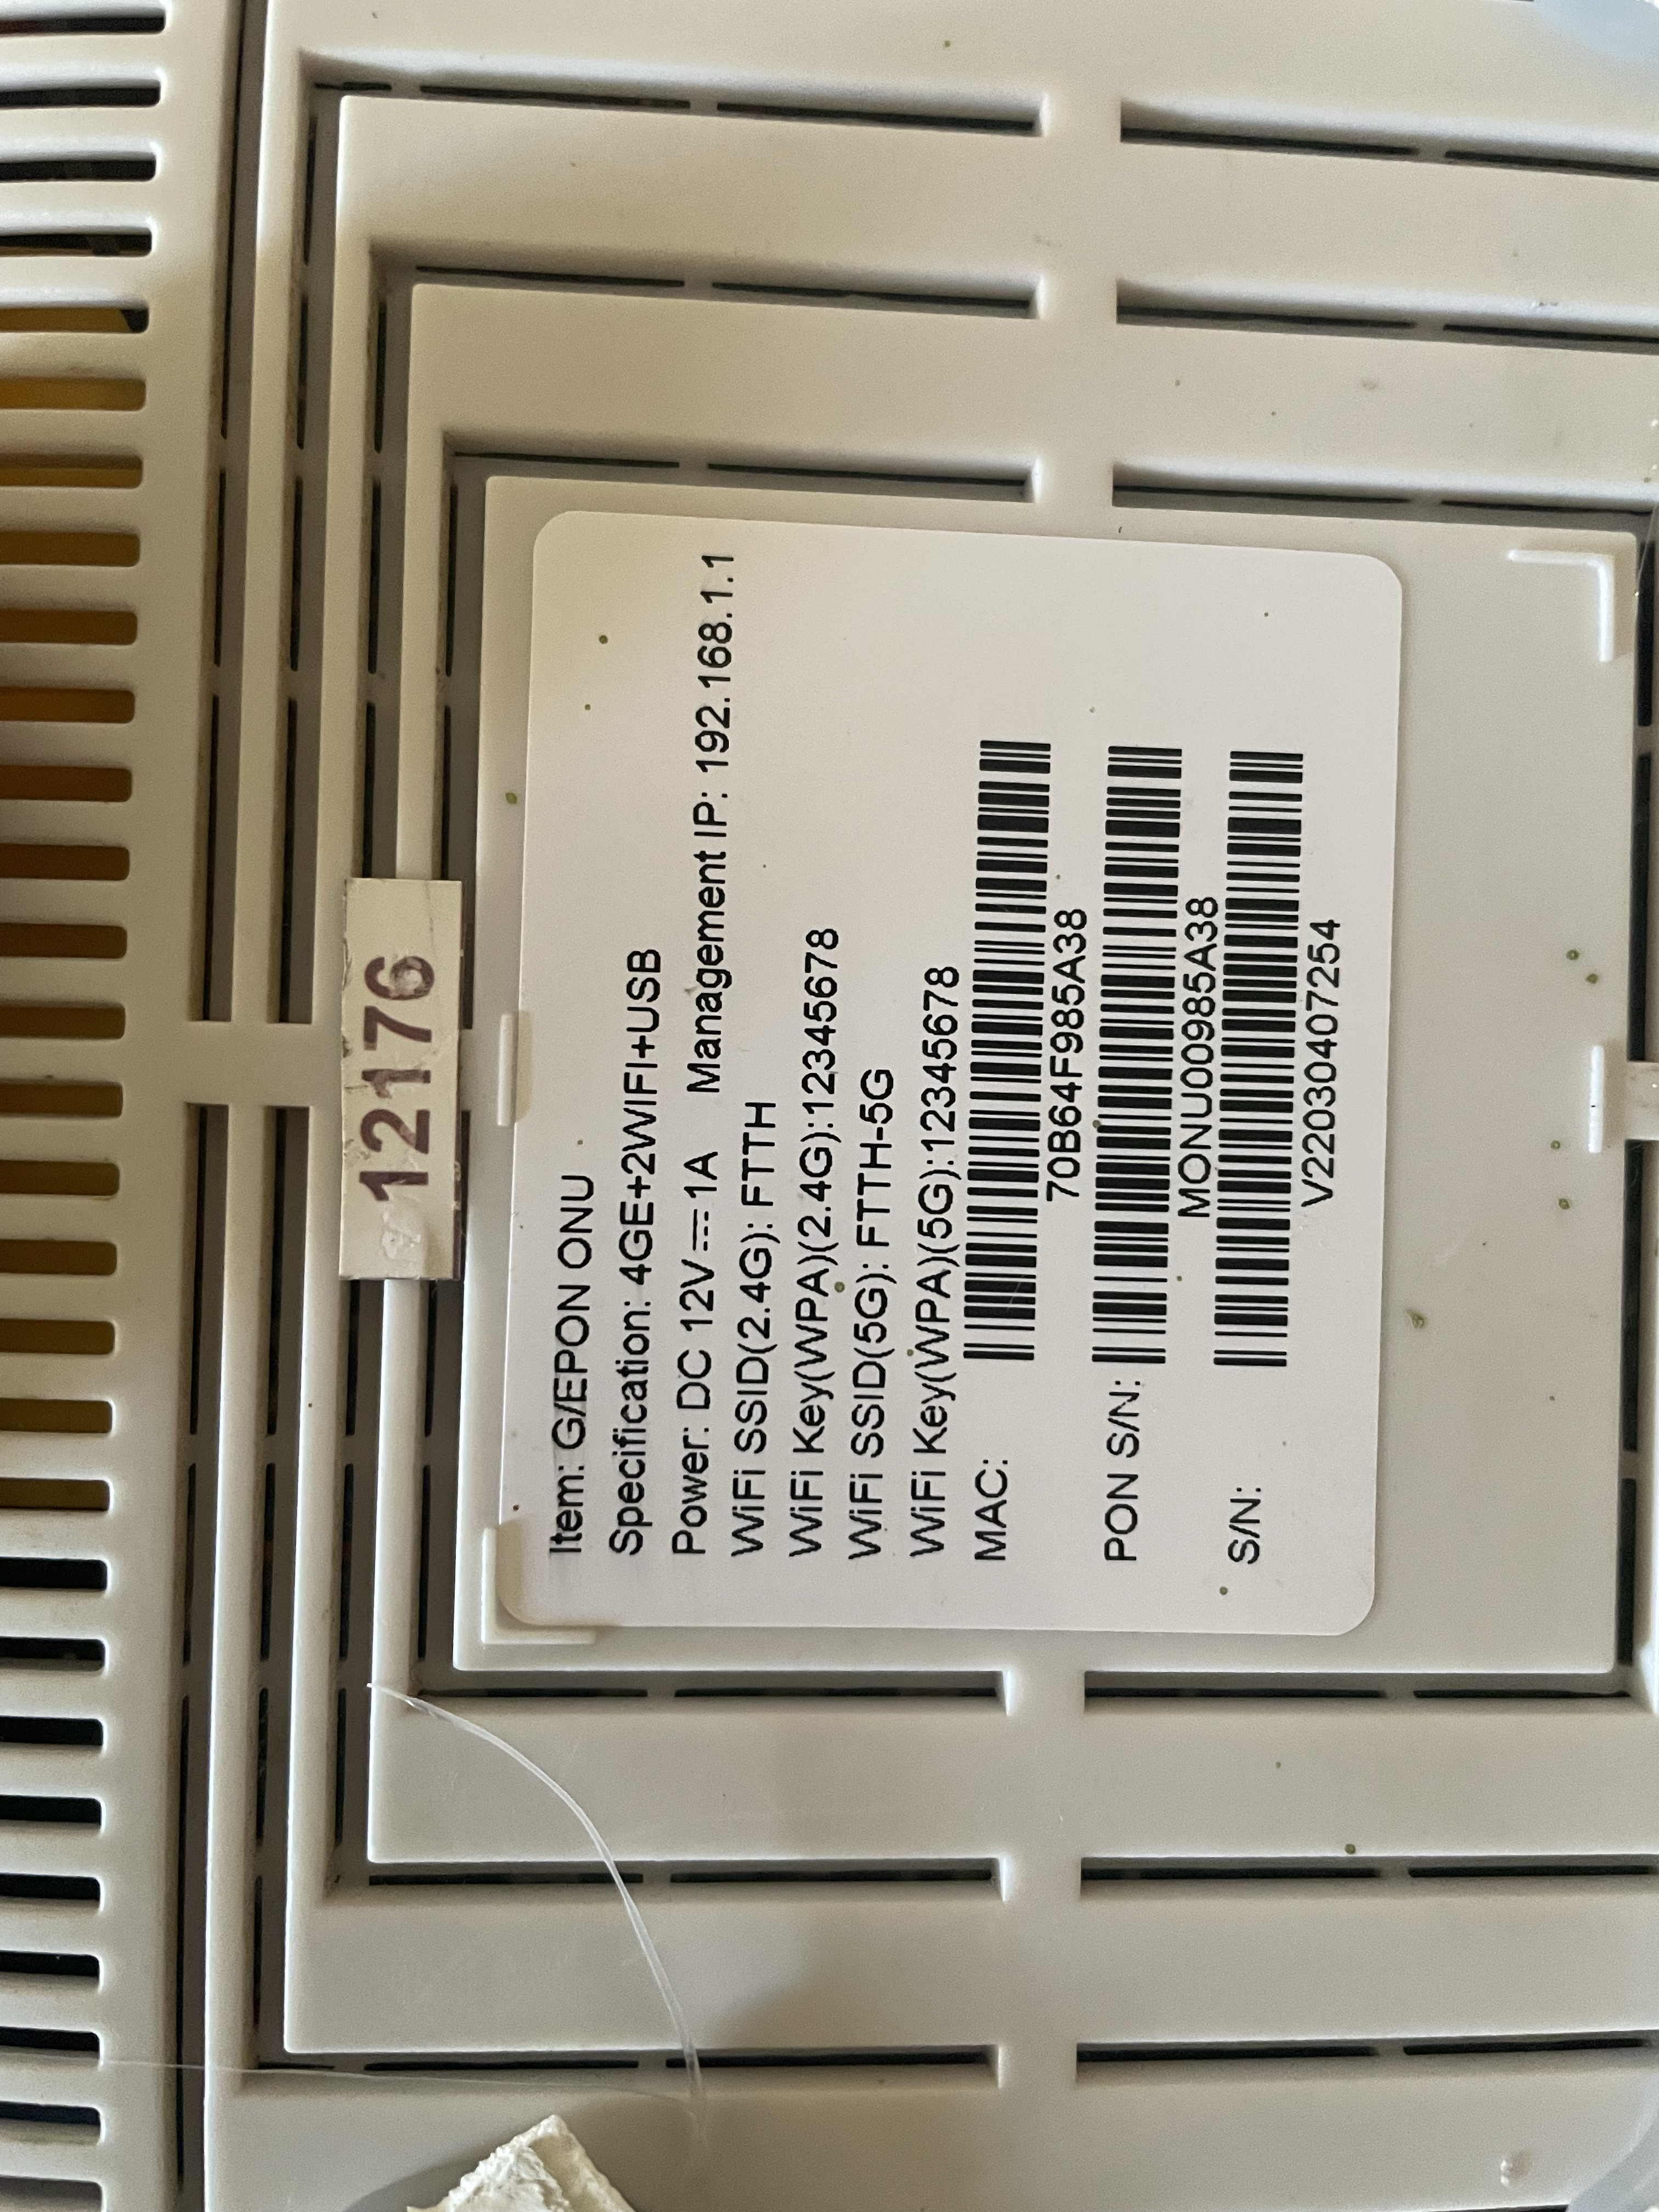 12176
Item: G/EPON ONU
Specification: 4GE+2WIFI+USB
Power: DC 12V⎓1A Management IP: 192.168.1.1
WiFi SSID(2.4G): FTTH
WiFi Key(WPA)(2.4G):12345678
WiFi SSID(5G): FTTH-5G
WiFi Key(WPA)(5G):12345678
MAC:
70B64F985A38
PON S/N:
MONU00985A38
S/N:
V22030407254